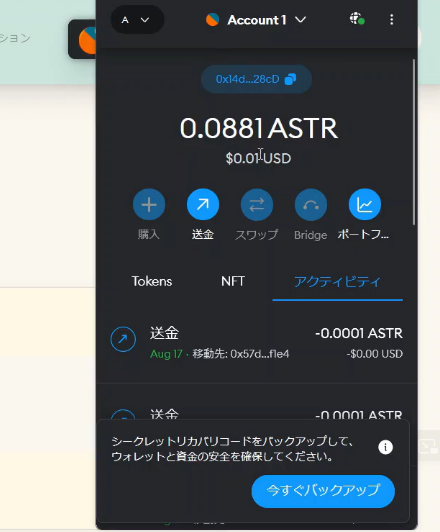 ション
A
Account 1
0x14d...28cD
0.0881 ASTR
$0.01 USD
購入
送金
スワップ
Bridge
ポートフ...
Tokens
NFT
アクティビティ
送金
-0.0001 ASTR
Aug 17 · 移動先: 0x57d...f1e4
-$0.00 USD
送金
-0.0001 ASTR
シークレットリカバリコードをバックアップして、
ウォレットと資金の安全を確保してください。
今すぐバックアップ